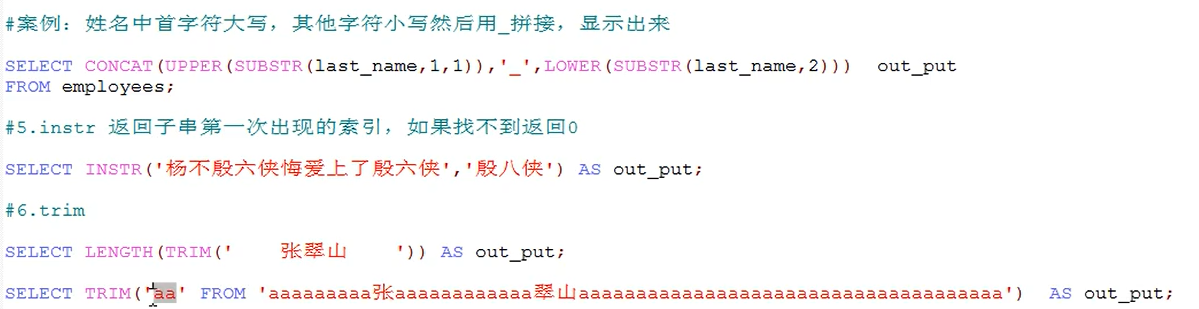 #案例：姓名中首字符大写，其他字符小写然后用_拼接，显示出来
SELECT CONCAT(UPPER(SUBSTR(last_name,1,1)),'_',LOWER(SUBSTR(last_name,2)))  out_put
FROM employees;
#5.instr 返回子串第一次出现的索引，如果找不到返回0
SELECT INSTR('杨不殷六侠悔爱上了殷六侠','殷八侠') AS out_put;
#6.trim
SELECT LENGTH(TRIM('    张翠山    ')) AS out_put;
SELECT TRIM('aa' FROM 'aaaaaaaaa张aaaaaaaaaaaa翠山aaaaaaaaaaaaaaaaaaaaaaaaaaaaaaaaaaaaa')  AS out_put;